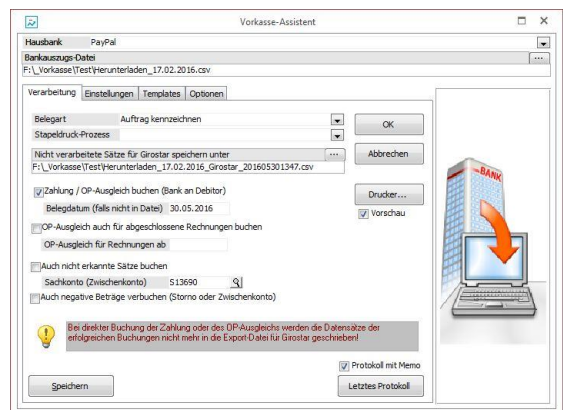 Vorkasse-Assistent
Hausbank PayPal
Bankauszugs-Datei ...
F:\_Vorkasse\Test\Herunterladen_17.02.2016.csv
Verarbeitung Einstellungen Templates Optionen
Belegart Auftrag kennzeichnen
OK
Stapeldruck-Prozess
Nicht verarbeitete Sätze für Girostar speichern unter ...
Abbrechen
F:\_Vorkasse\Test\Herunterladen_17.02.2016_Girostar_201605301347.csv
Zahlung / OP-Ausgleich buchen (Bank an Debitor)
Drucker...
Belegdatum (falls nicht in Datei) 30.05.2016
Vorschau
OP-Ausgleich auch für abgeschlossene Rechnungen buchen
OP-Ausgleich für Rechnungen ab
Auch nicht erkannte Sätze buchen
Sachkonto (Zwischenkonto) S13690
Auch negative Beträge verbuchen (Storno oder Zwischenkonto)
Bei direkter Buchung der Zahlung oder des OP-Ausgleichs werden die Datensätze der
erfolgreichen Buchungen nicht mehr in die Export-Datei für Girostar geschrieben!
Protokoll mit Memo
Speichern
Letztes Protokoll
BANK